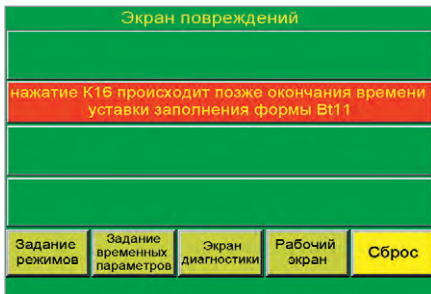 Экран повреждений
нажатие К16 происходит позже окончания времени
уставки заполнения формы Bt11
Задание
режимов
Задание
временных
параметров
Экран
диагностики
Рабочий
экран
Сброс